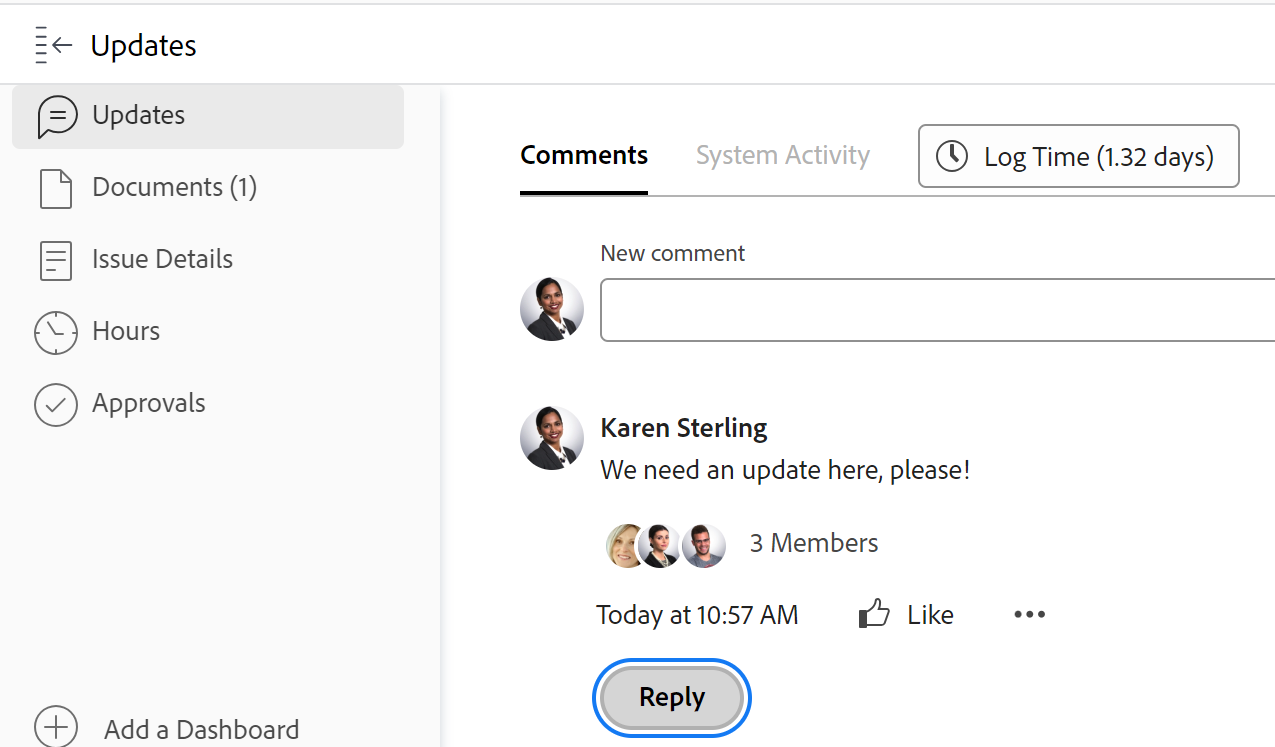 Updates
Updates
Documents (1)
Issue Details
Hours
Approvals
Add a Dashboard
Comments
System Activity
Log Time (1.32 days)
New comment
Karen Sterling
We need an update here, please!
3 Members
Today at 10:57 AM
Like
Reply